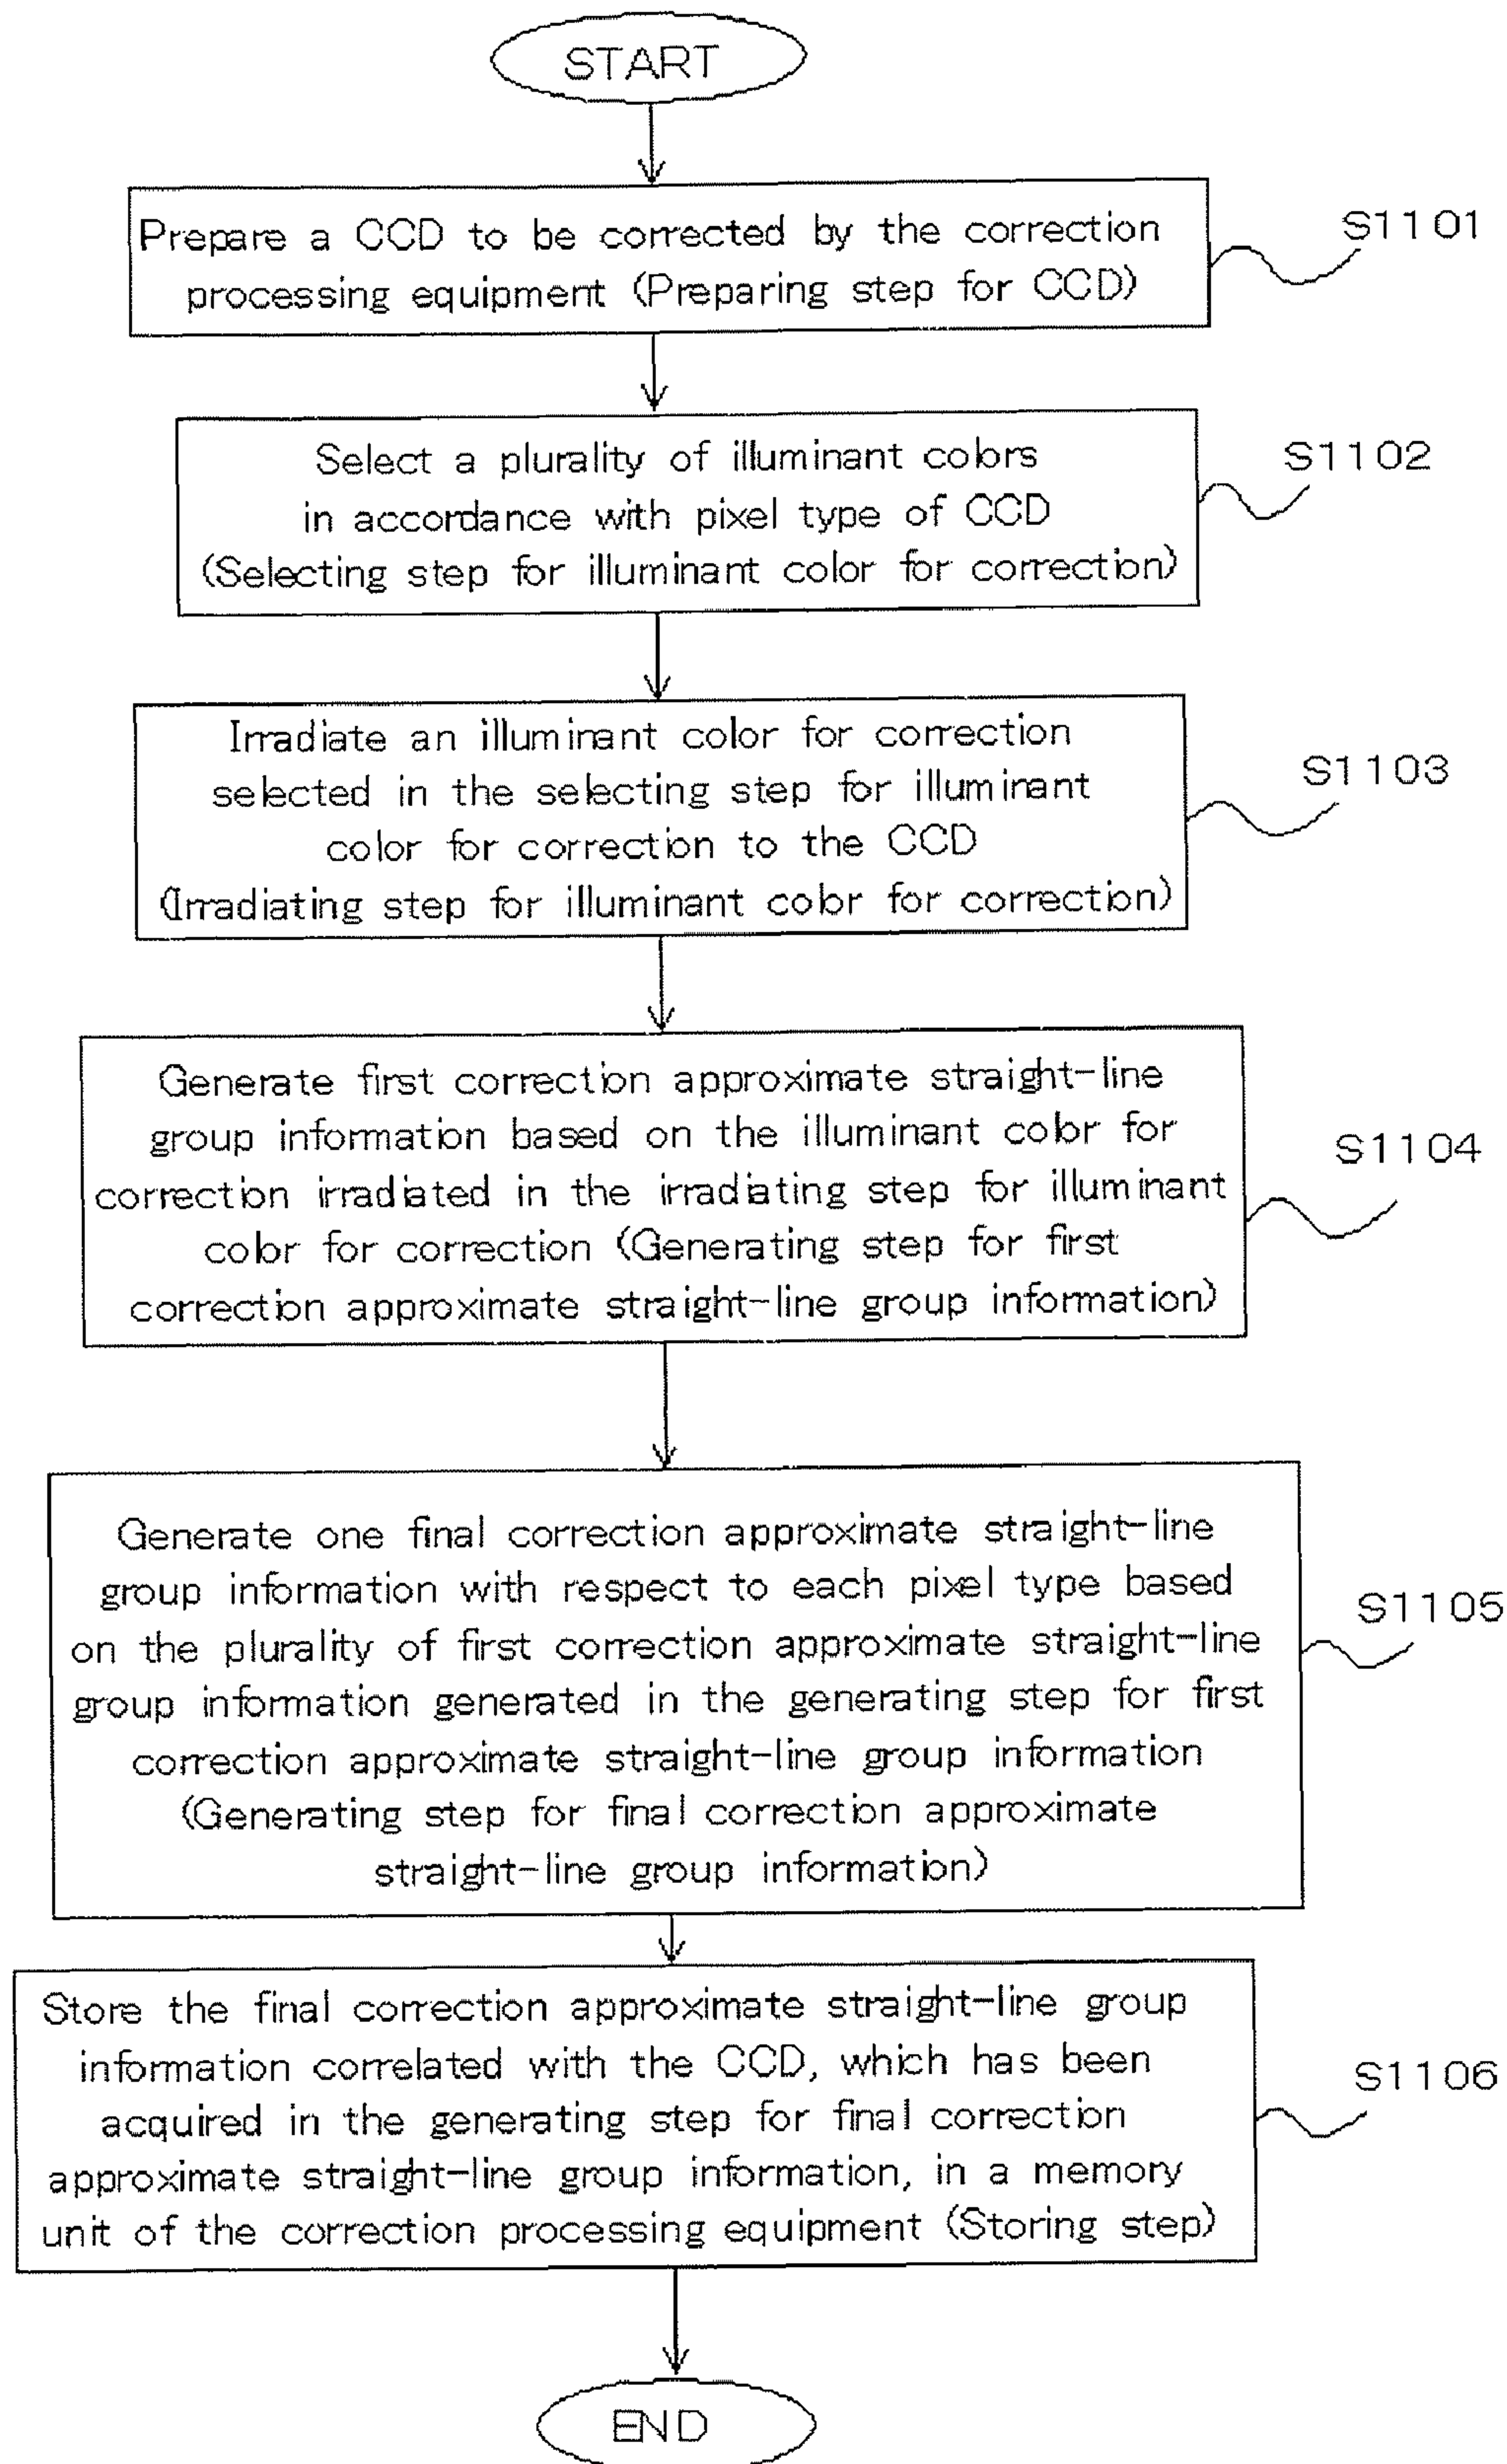 START
Prepare a CCD to be corrected by the correction
processing equipment (Preparing step for CCD)
S1101
Select a plurality of illuminant colors
in accordance with pixel type of CCD
(Selecting step for illuminant color for correction)
S1102
Irradiate an illuminant color for correction
selected in the selecting step for illuminant
color for correction to the CCD
(Irradiating step for illuminant color for correction)
S1103
Generate first correction approximate straight-line
group information based on the illuminant color for
correction irradiated in the irradiating step for illuminant
color for correction (Generating step for first
correction approximate straight-line group information)
S1104
Generate one final correction approximate straight-line
group information with respect to each pixel type based
on the plurality of first correction approximate straight-line
group information generated in the generating step for first
correction approximate straight-line group information
(Generating step for final correction approximate
straight-line group information)
S1105
Store the final correction approximate straight-line group
information correlated with the CCD, which has been
acquired in the generating step for final correction
approximate straight-line group information, in a memory
unit of the correction processing equipment (Storing step)
S1106
END